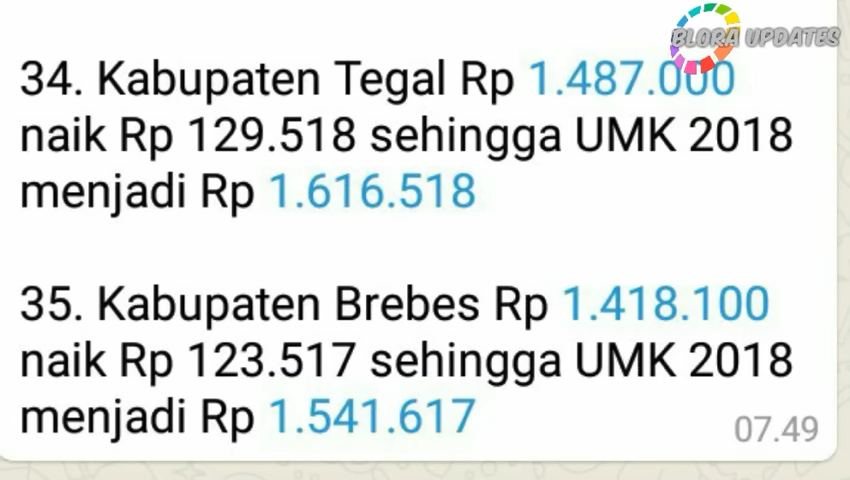 BLORA UPDATES
34. Kabupaten Tegal Rp 1.487.000
naik Rp 129.518 sehingga UMK 2018
menjadi Rp 1.616.518
35. Kabupaten Brebes Rp 1.418.100
naik Rp 123.517 sehingga UMK 2018
menjadi Rp 1.541.617
07.49